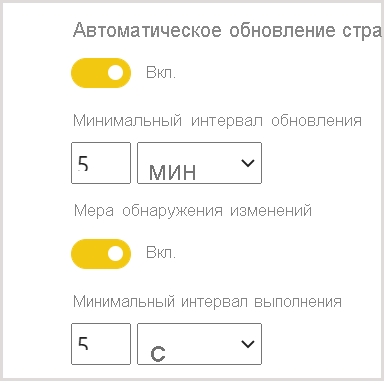 Автоматическое обновление стра
Вкл.
Минимальный интервал обновления
5 мин
Мера обнаружения изменений
Вкл.
Минимальный интервал выполнения
5 с